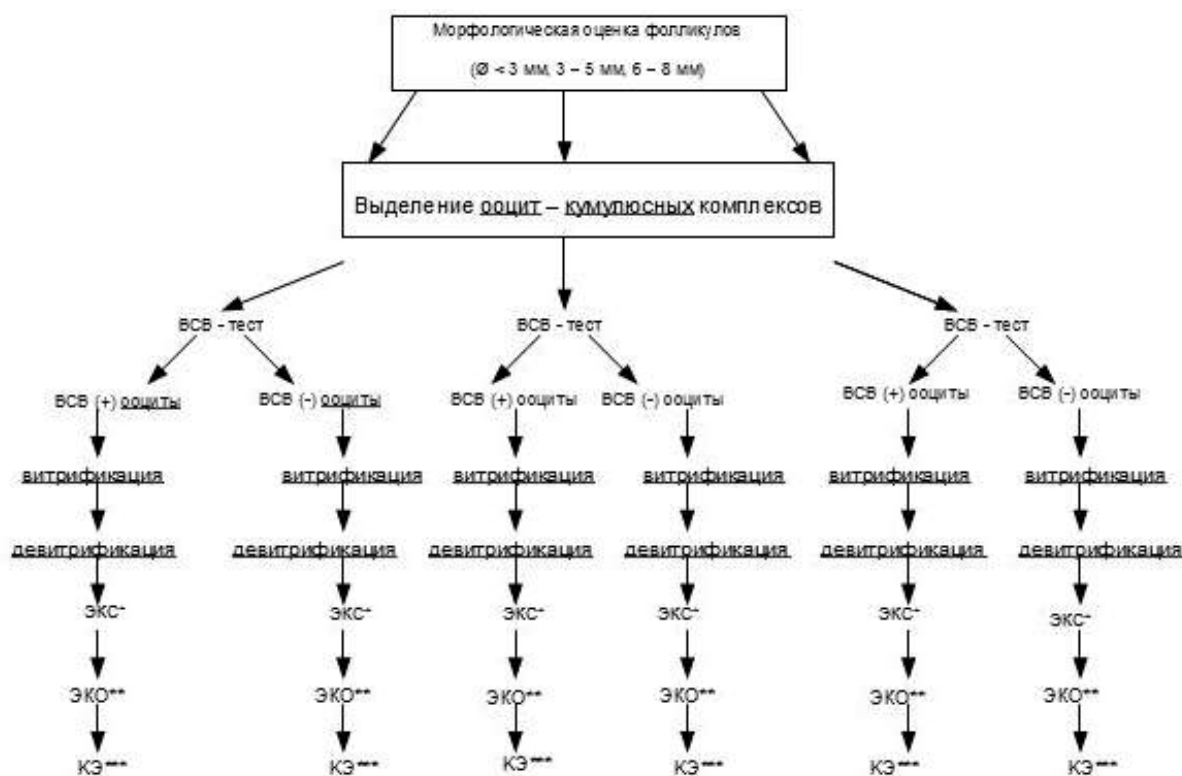 Морфологическая оценка фолликулов
(Ø < 3 мм, 3 – 5 мм, 6 – 8 мм)
Выделение ооцит – кумулюсных комплексов
ВСВ - тест ВСВ - тест ВСВ - тест
ВСВ (+) ооциты ВСВ (-) ооциты ВСВ (+) ооциты ВСВ (-) ооциты ВСВ (+) ооциты ВСВ (-) ооциты
витрификация витрификация витрификация витрификация витрификация витрификация
девитрификация девитрификация девитрификация девитрификация девитрификация девитрификация
ЭКС* ЭКС* ЭКС* ЭКС* ЭКС* ЭКС*
ЭКО** ЭКО** ЭКО** ЭКО** ЭКО** ЭКО**
КЭ*** КЭ*** КЭ*** КЭ*** КЭ*** КЭ***